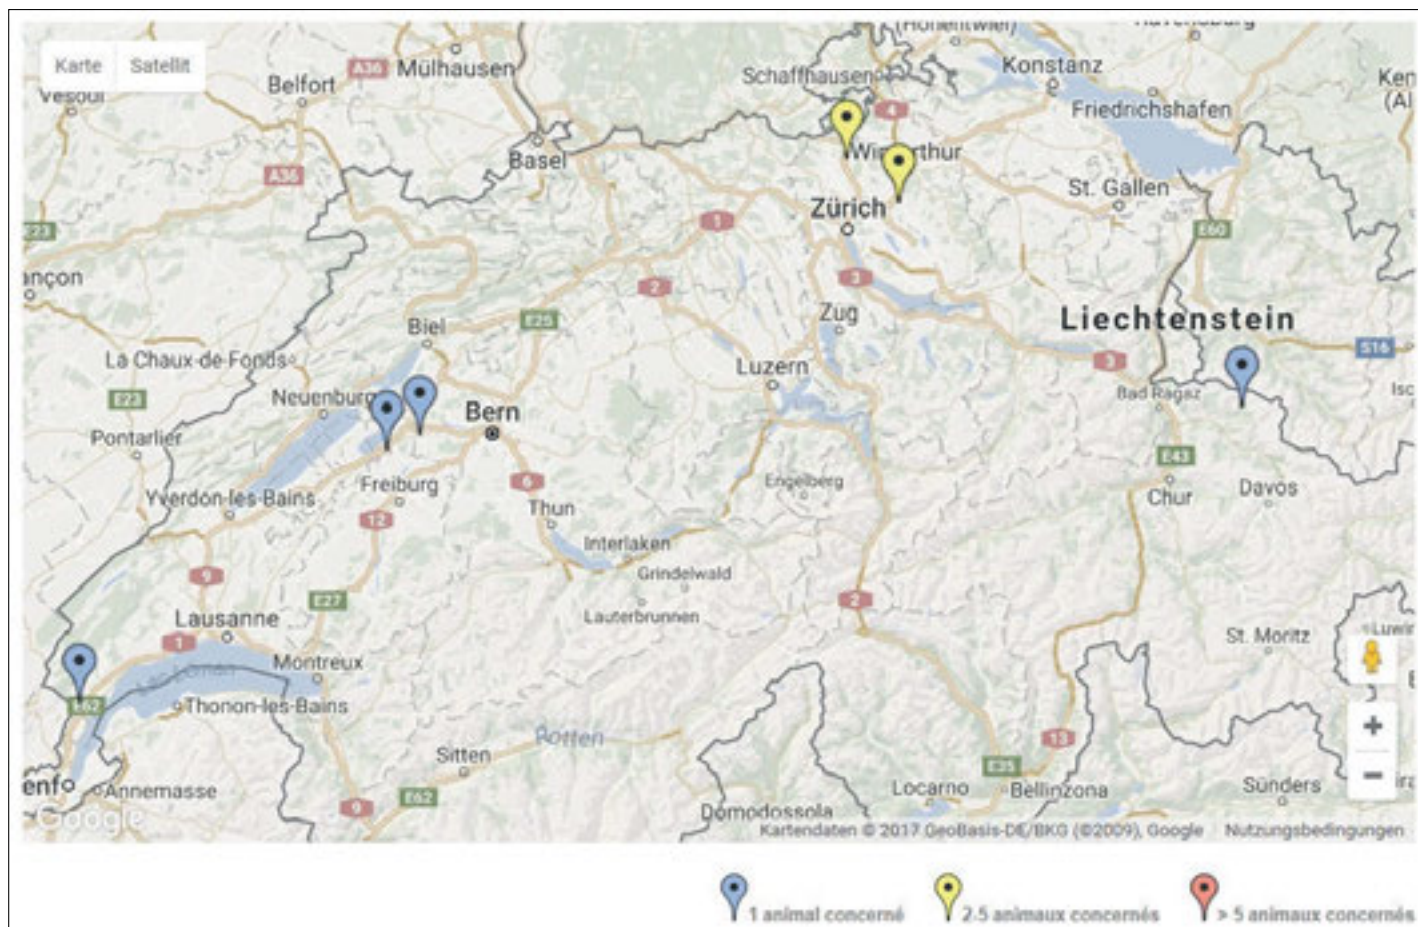 (Hohentwiel)
Ravensburg
Karte Satellit
A36
Mülhausen
Schaffhausen
Konstanz
Belfort
Vesoul
4
Friedrichshafen
Basel
Winterthur
A36
St. Gallen
Zürich
E23
1
E60
ançon
2
3
Zug
Liechtenstein
E25
Biel
S16
La Chaux-de-Fonds
Luzern
3
Neuenburg
Bad Ragaz
E23
Bern
Pontarlier
E43
Freiburg
6
Engelberg
Chur
Davos
Yverdon-les-Bains
12
Thun
Interlaken
9
Grindelwald
E27
2
Lausanne
Lauterbrunnen
1
St. Moritz
Montreux
E62
Thonon-les-Bains
Sitten
Rotten
13
E35
enf
Annemasse
E62
9
Locarno
Bellinzona
Sünders
Domodossola
Google
Kartendaten © 2017 GeoBasis-DE/BKG (©2009), Google
Nutzungsbedingungen
1 animal concerné
2.5 animaux concernés
> 5 animaux concernés